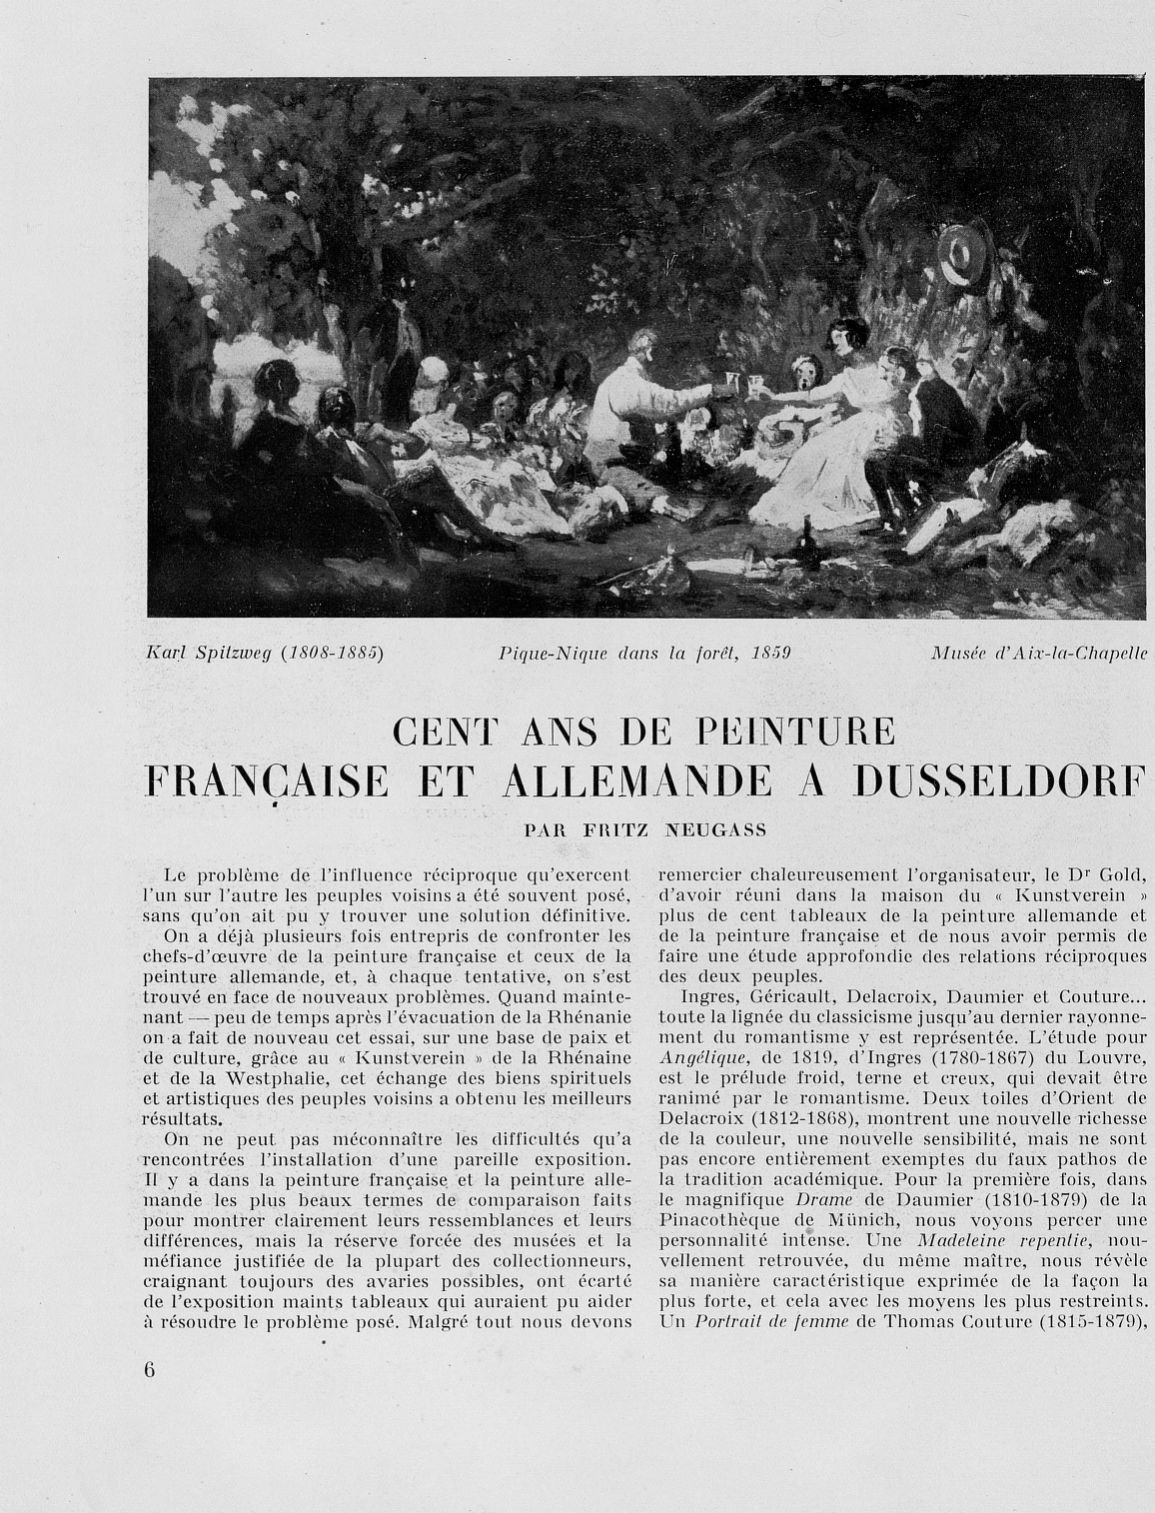 Karl Spitzweg (1808-1885) Pique-Nique dans la forêt, 1859 Musée d'Aix-la-Chapelle
CENT ANS DE PEINTURE
FRANÇAISE ET ALLEMANDE A DUSSELDORF
PAR FRITZ NEUGASS
Le problème de l'influence réciproque qu'exercent
l'un sur l'autre les peuples voisins a été souvent posé,
sans qu'on ait pu y trouver une solution définitive.
On a déjà plusieurs fois entrepris de confronter les
chefs-d'œuvre de la peinture française et ceux de la
peinture allemande, et, à chaque tentative, on s'est
trouvé en face de nouveaux problèmes. Quand mainte-
nant — peu de temps après l'évacuation de la Rhénanie
on a fait de nouveau cet essai, sur une base de paix et
de culture, grâce au « Kunstverein » de la Rhénaine
et de la Westphalie, cet échange des biens spirituels
et artistiques des peuples voisins a obtenu les meilleurs
résultats.
On ne peut pas méconnaître les difficultés qu'a
rencontrées l'installation d'une pareille exposition.
Il y a dans la peinture française et la peinture alle-
mande les plus beaux termes de comparaison faits
pour montrer clairement leurs ressemblances et leurs
différences, mais la réserve forcée des musées et la
méfiance justifiée de la plupart des collectionneurs,
craignant toujours des avaries possibles, ont écarté
de l'exposition maints tableaux qui auraient pu aider
à résoudre le problème posé. Malgré tout nous devons
remercier chaleureusement l'organisateur, le Dr Gold,
d'avoir réuni dans la maison du « Kunstverein »
plus de cent tableaux de la peinture allemande et
de la peinture française et de nous avoir permis de
faire une étude approfondie des relations réciproques
des deux peuples.
Ingres, Géricault, Delacroix, Daumier et Couture...
toute la lignée du classicisme jusqu'au dernier rayonne-
ment du romantisme y est représentée. L'étude pour
Angélique, de 1819, d'Ingres (1780-1867) du Louvre,
est le prélude froid, terne et creux, qui devait être
ranimé par le romantisme. Deux toiles d'Orient de
Delacroix (1812-1868), montrent une nouvelle richesse
de la couleur, une nouvelle sensibilité, mais ne sont
pas encore entièrement exemptes du faux pathos de
la tradition académique. Pour la première fois, dans
le magnifique Drame de Daumier (1810-1879) de la
Pinacothèque de Münich, nous voyons percer une
personnalité intense. Une Madeleine repentie, nou-
vellement retrouvée, du même maître, nous révèle
sa manière caractéristique exprimée de la façon la
plus forte, et cela avec les moyens les plus restreints.
Un Portrait de femme de Thomas Couture (1815-1879),
6